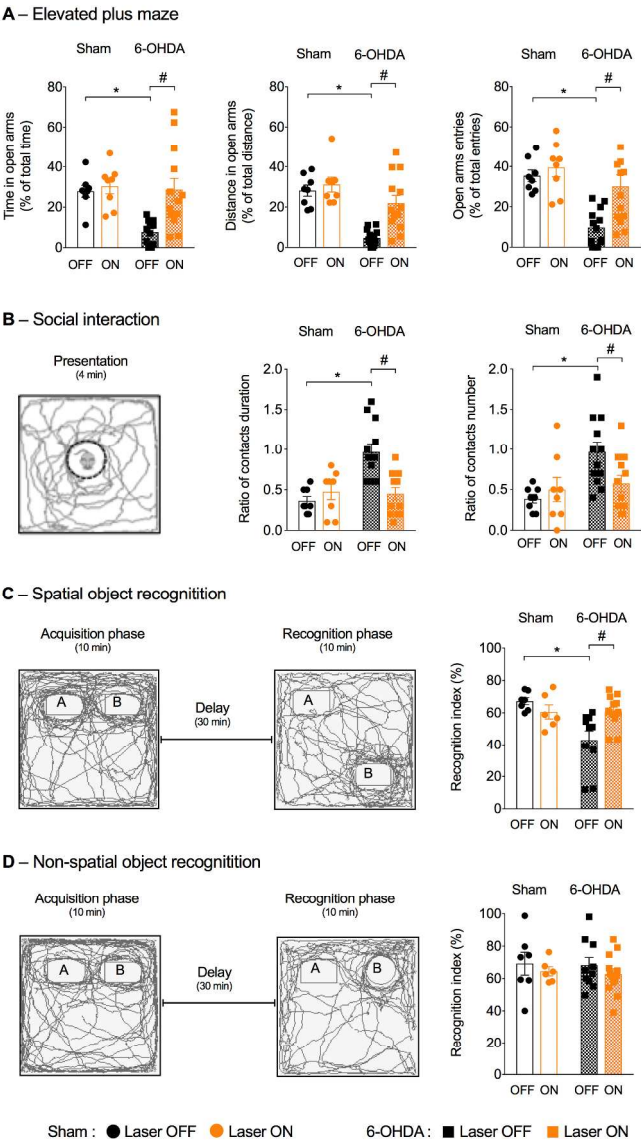 A – Elevated plus maze
Sham 6-OHDA
Time in open arms
(% of total time)
80
60
40
20
0
*
#
OFF ON OFF ON
Sham 6-OHDA
Distance in open arms
(% of total distance)
80
60
40
20
0
*
#
OFF ON OFF ON
Sham 6-OHDA
Open arms entries
(% of total entries)
80
60
40
20
0
*
#
OFF ON OFF ON
B – Social interaction
Presentation
(4 min)
Sham 6-OHDA
Ratio of contacts duration
2.0
1.5
1.0
0.5
0.0
*
#
OFF ON OFF ON
Sham 6-OHDA
Ratio of contacts number
2.0
1.5
1.0
0.5
0.0
*
#
OFF ON OFF ON
C – Spatial object recognitition
Acquisition phase
(10 min)
A B
Delay
(30 min)
Recognition phase
(10 min)
A
B
Sham 6-OHDA
Recognition index (%)
100
80
60
40
20
0
*
#
OFF ON OFF ON
D – Non-spatial object recognitition
Acquisition phase
(10 min)
A B
Delay
(30 min)
Recognition phase
(10 min)
A B
Sham 6-OHDA
Recognition index (%)
100
80
60
40
20
0
OFF ON OFF ON
Sham : Laser OFF Laser ON 6-OHDA : Laser OFF Laser ON